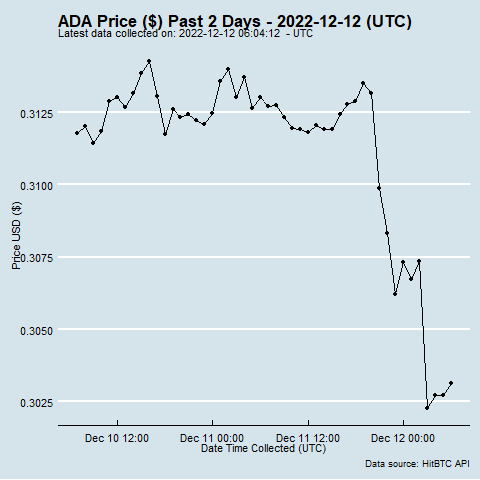 ADA Price ($) Past 2 Days - 2022-12-12 (UTC)
Latest data collected on: 2022-12-12 06:04:12  - UTC
0.3125
0.3100
0.3075
0.3050
0.3025
Price USD ($)
Dec 10 12:00
Dec 11 00:00
Dec 11 12:00
Dec 12 00:00
Date Time Collected (UTC)
Data source: HitBTC API